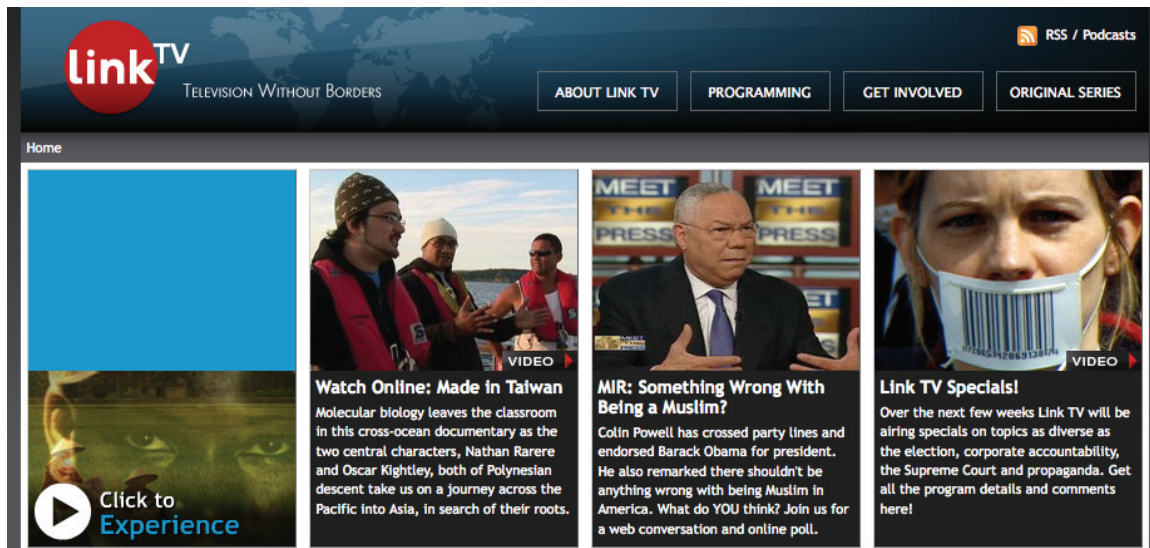 link TV
TELEVISION WITHOUT BORDERS
RSS / Podcasts
ABOUT LINK TV
PROGRAMMING
GET INVOLVED
ORIGINAL SERIES
Home
Click to
Experience
VIDEO
Watch Online: Made in Taiwan
Molecular biology leaves the classroom
in this cross-ocean documentary as the
two central characters, Nathan Rarere
and Oscar Kightley, both of Polynesian
descent take us on a journey across the
Pacific into Asia, in search of their roots.
MEET
THE
PRESS
MEET
THE
PRESS
MIR: Something Wrong With
Being a Muslim?
Colin Powell has crossed party lines and
endorsed Barack Obama for president.
He also remarked there shouldn't be
anything wrong with being Muslim in
America. What do YOU think? Join us for
a web conversation and online poll.
VIDEO
Link TV Specials!
Over the next few weeks Link TV will be
airing specials on topics as diverse as
the election, corporate accountability,
the Supreme Court and propaganda. Get
all the program details and comments
here!